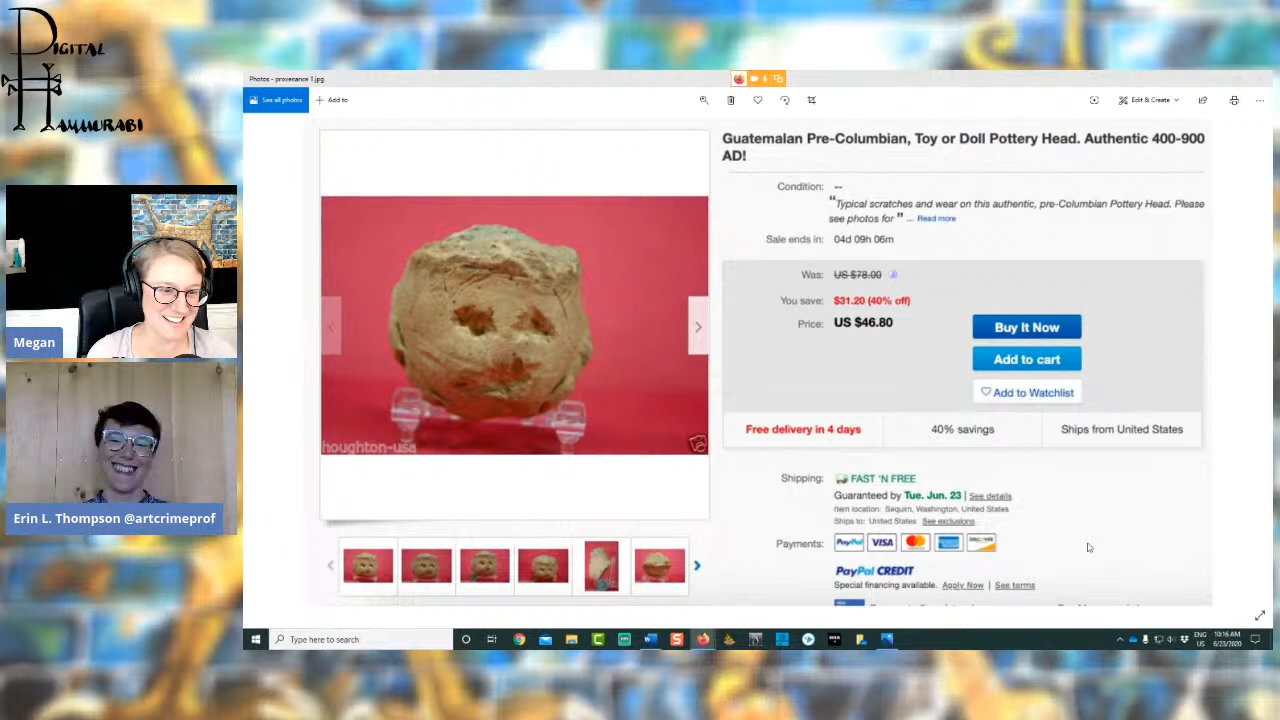 DIGITAL
HAMMURABI
Megan
Erin L. Thompson @artcrimeprof
Photos - provenance 1.jpg
See all photos + Add to
Edit & Create
Guatemalan Pre-Columbian, Toy or Doll Pottery Head. Authentic 400-900
AD!
Condition: --
“Typical scratches and wear on this authentic, pre-Columbian Pottery Head. Please
see photos for ” ... Read more
Sale ends in: 04d 09h 06m
Was: US $78.00
You save: $31.20 (40% off)
Price: US $46.80
Buy It Now
Add to cart
Add to Watchlist
Free delivery in 4 days 40% savings Ships from United States
houghton-usa
Shipping: FAST 'N FREE
Guaranteed by Tue. Jun. 23 | See details
Item location: Sequim, Washington, United States
Ships to: United States See exclusions
Payments: PayPal VISA MasterCard DISCOVER
PayPal CREDIT
Special financing available. Apply Now | See terms
Type here to search
ENG
US
10:16 AM
6/23/2020